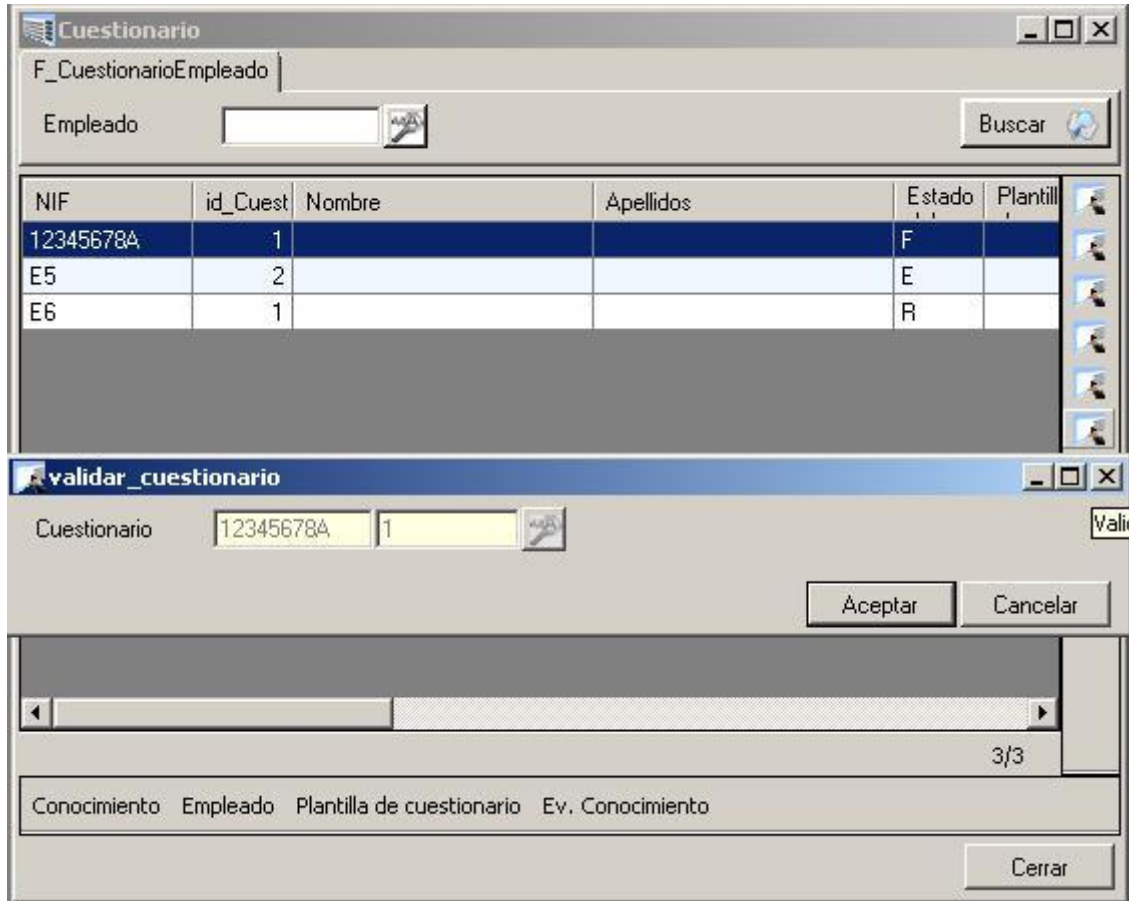 Cuestionario
F_CuestionarioEmpleado
Empleado
Buscar
NIF id_Cuest Nombre Apellidos Estado Plantill
12345678A 1 F
E5 2 E
E6 1 R
validar_cuestionario
Cuestionario 12345678A 1
Vali
Aceptar Cancelar
3/3
Conocimiento Empleado Plantilla de cuestionario Ev. Conocimiento
Cerrar